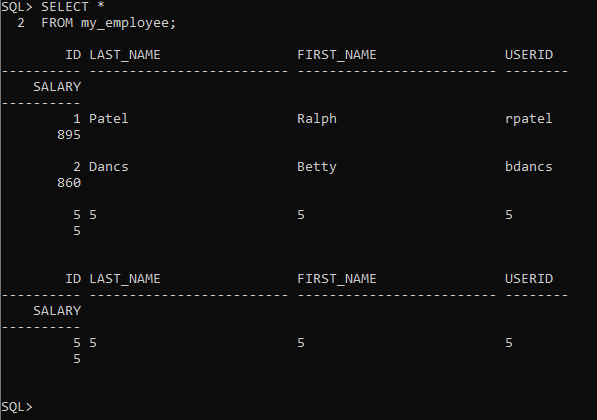 SQL> SELECT *
  2  FROM my_employee;
        ID LAST_NAME                 FIRST_NAME                USERID
---------- ------------------------- ------------------------- --------
    SALARY
----------
         1 Patel                     Ralph                     rpatel
       895
         2 Dancs                     Betty                     bdancs
       860
         5 5                         5                         5
         5
        ID LAST_NAME                 FIRST_NAME                USERID
---------- ------------------------- ------------------------- --------
    SALARY
----------
         5 5                         5                         5
         5
SQL>